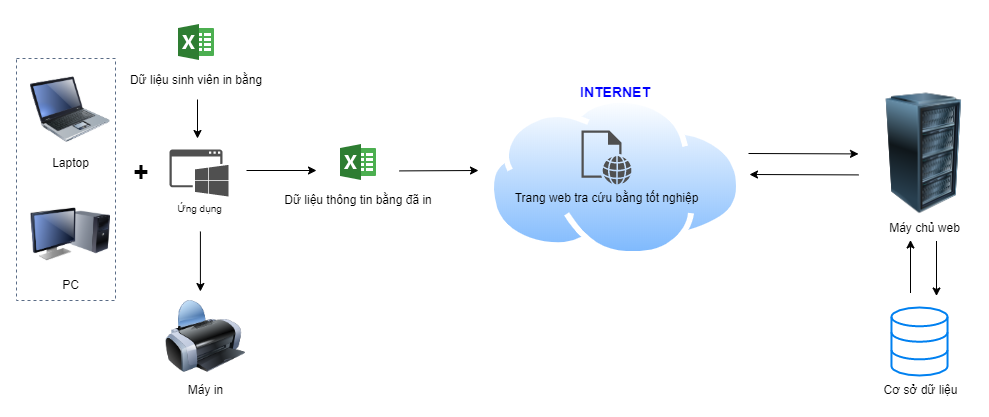 Dữ liệu sinh viên in bằng
INTERNET
Laptop
+
Ứng dụng
Dữ liệu thông tin bằng đã in
Trang web tra cứu bằng tốt nghiệp
Máy chủ web
PC
Máy in
Cơ sở dữ liệu